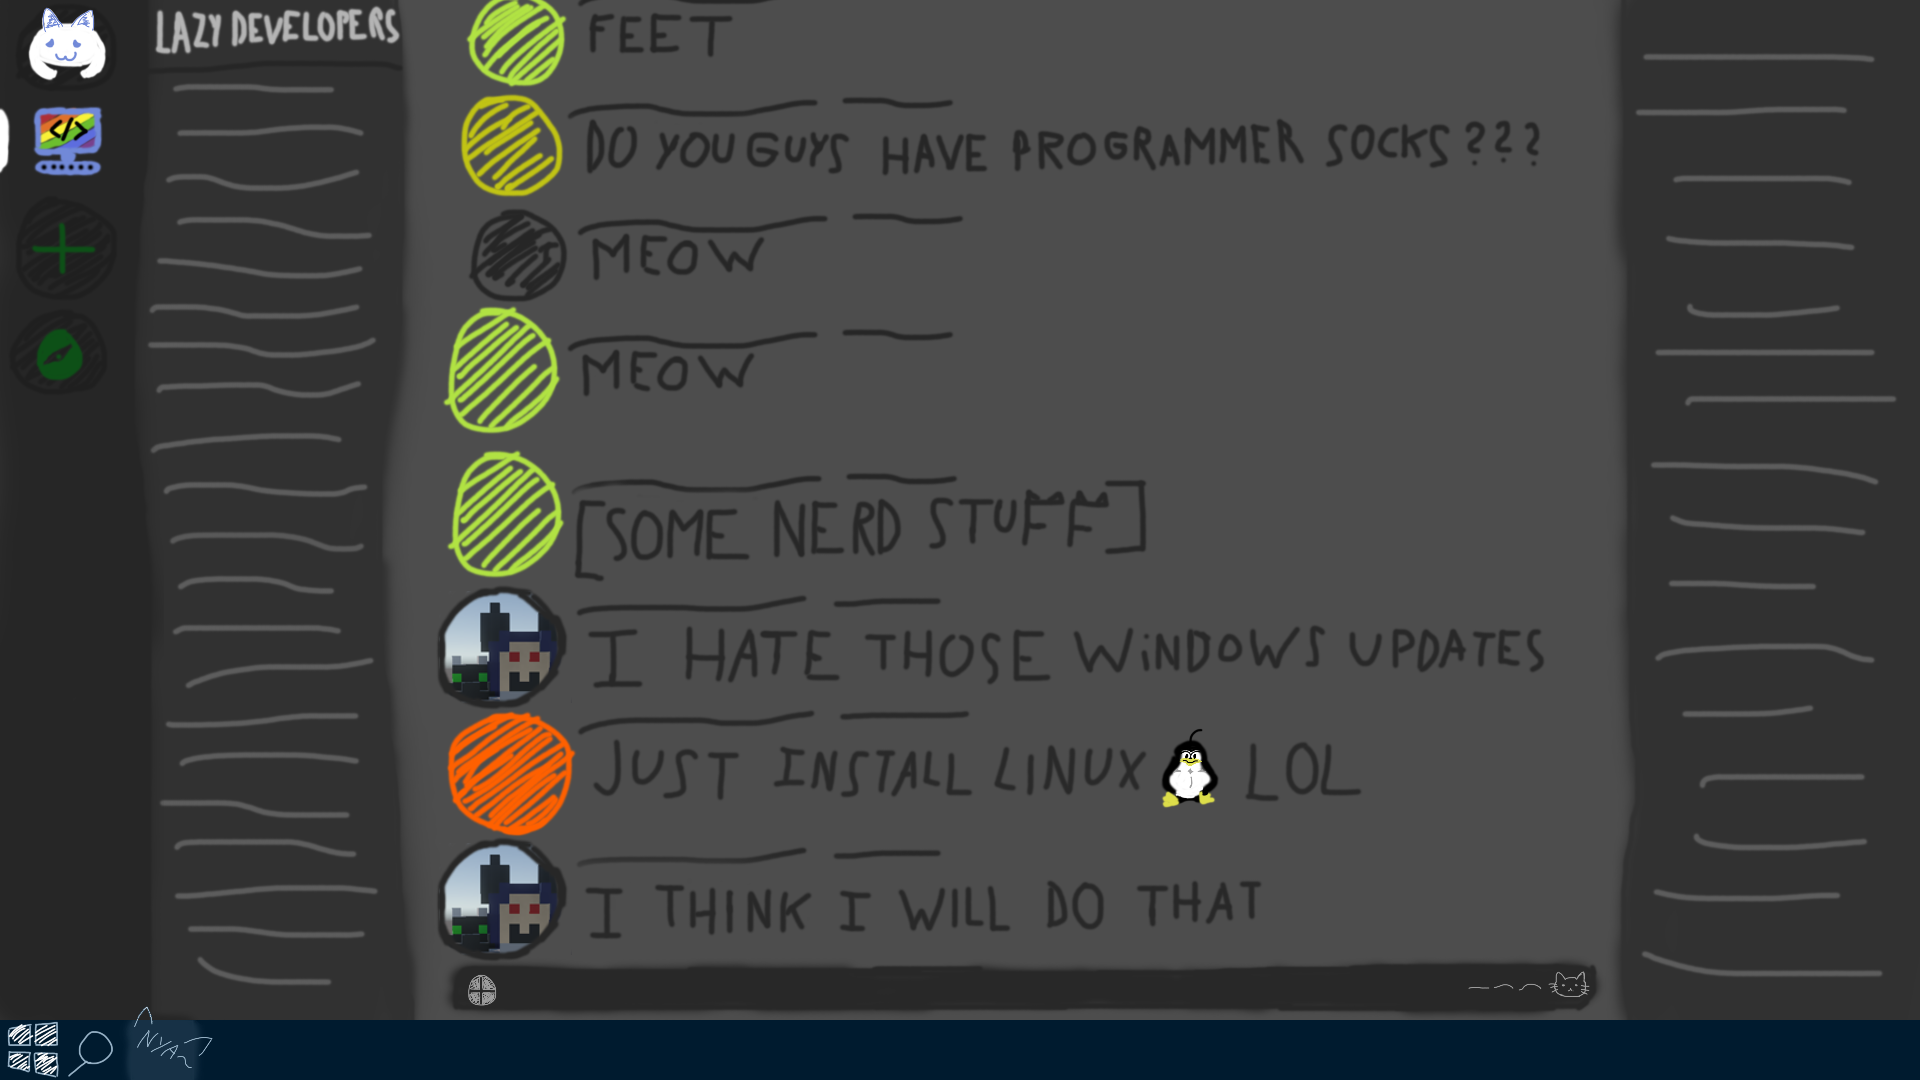 LAZY DEVELOPERS
FEET
DO YOU GUYS HAVE PROGRAMMER SOCKS???
MEOW
MEOW
[SOME NERD STUFF]
I HATE THOSE WiNDOWS UPDATES
JUST INSTALL LINUX LOL
I THINK I WILL DO THAT
NYA~